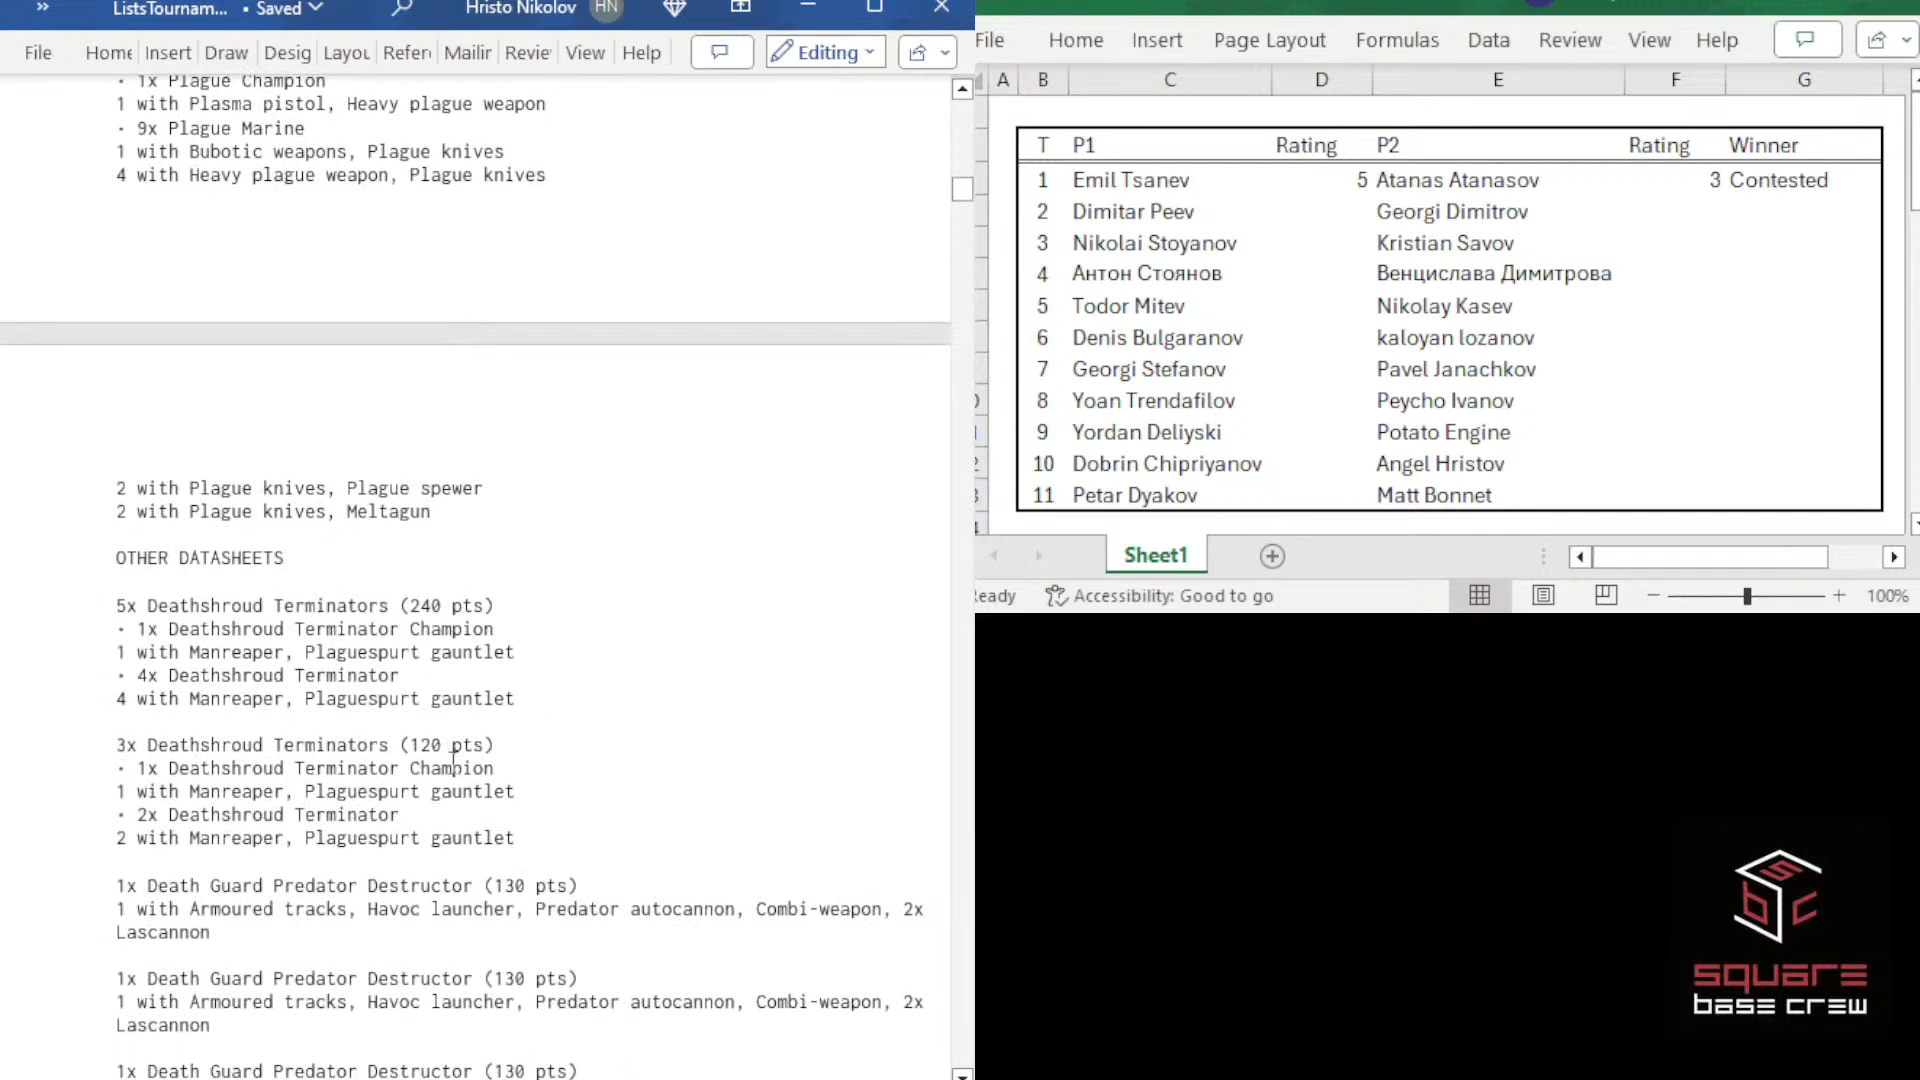 ListsTournam... • Saved
Hristo Nikolov HN
File Home Insert Draw Desig Layou Refer Mailin Revie View Help Editing
• 1x Plague Champion
1 with Plasma pistol, Heavy plague weapon
• 9x Plague Marine
1 with Bubotic weapons, Plague knives
4 with Heavy plague weapon, Plague knives
2 with Plague knives, Plague spewer
2 with Plague knives, Meltagun
OTHER DATASHEETS
5x Deathshroud Terminators (240 pts)
• 1x Deathshroud Terminator Champion
1 with Manreaper, Plaguespurt gauntlet
• 4x Deathshroud Terminator
4 with Manreaper, Plaguespurt gauntlet
3x Deathshroud Terminators (120 pts)
• 1x Deathshroud Terminator Champion
1 with Manreaper, Plaguespurt gauntlet
• 2x Deathshroud Terminator
2 with Manreaper, Plaguespurt gauntlet
1x Death Guard Predator Destructor (130 pts)
1 with Armoured tracks, Havoc launcher, Predator autocannon, Combi-weapon, 2x
Lascannon
1x Death Guard Predator Destructor (130 pts)
1 with Armoured tracks, Havoc launcher, Predator autocannon, Combi-weapon, 2x
Lascannon
1x Death Guard Predator Destructor (130 pts)
File Home Insert Page Layout Formulas Data Review View Help
A B C D E F G
T P1 Rating P2 Rating Winner
1 Emil Tsanev 5 Atanas Atanasov 3 Contested
2 Dimitar Peev Georgi Dimitrov
3 Nikolai Stoyanov Kristian Savov
4 Антон Стоянов Венцислава Димитрова
5 Todor Mitev Nikolay Kasev
6 Denis Bulgaranov kaloyan lozanov
7 Georgi Stefanov Pavel Janachkov
8 Yoan Trendafilov Peycho Ivanov
9 Yordan Deliyski Potato Engine
10 Dobrin Chipriyanov Angel Hristov
11 Petar Dyakov Matt Bonnet
Sheet1
eady Accessibility: Good to go 100%
sbc
square
base crew